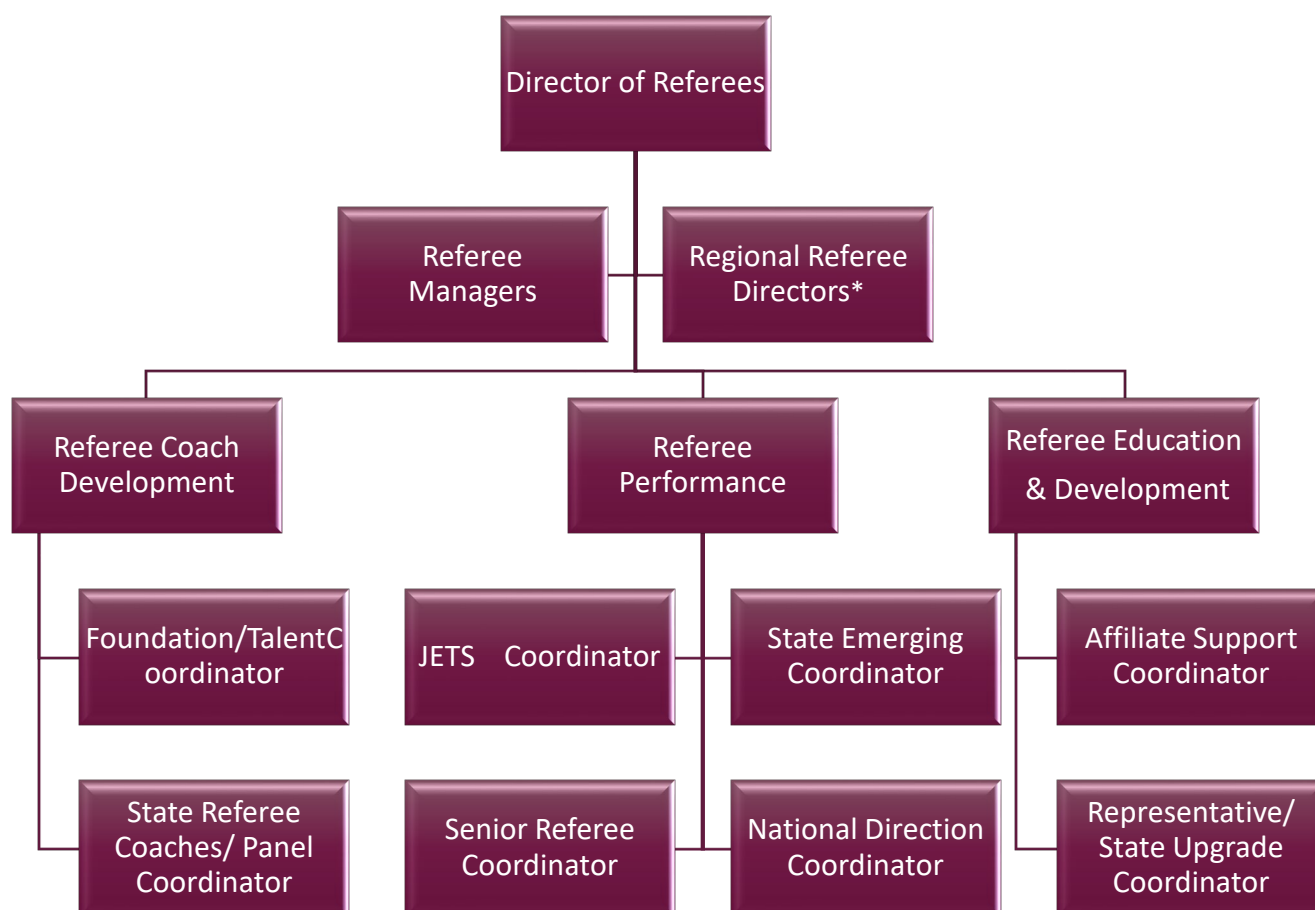 Director of Referees
Referee
Managers
Regional Referee
Directors*
Referee Coach
Development
Referee
Performance
Referee Education
& Development
Foundation/TalentC
oordinator
JETS Coordinator
State Emerging
Coordinator
Affiliate Support
Coordinator
State Referee
Coaches/ Panel
Coordinator
Senior Referee
Coordinator
National Direction
Coordinator
Representative/
State Upgrade
Coordinator